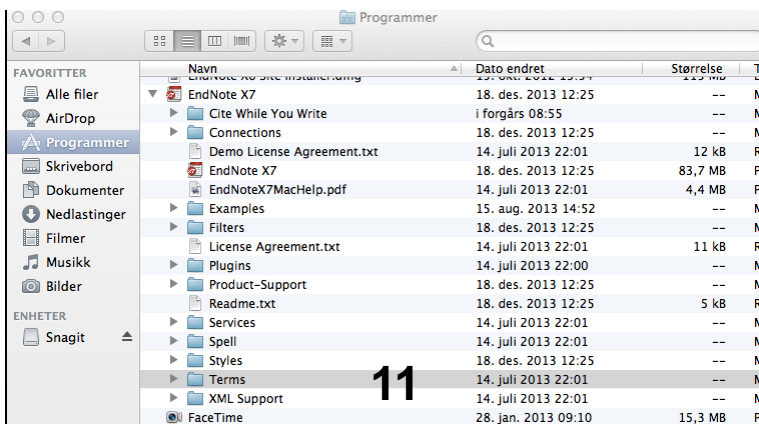 Programmer
FAVORITTER
Alle filer
AirDrop
Programmer
Skrivebord
Dokumenter
Nedlastinger
Filmer
Musikk
Bilder
ENHETER
Snagit
Navn Dato endret Størrelse T
EndNote X7 18. des. 2013 12:25 -- M
Cite While You Write i forgårs 08:55 -- M
Connections 18. des. 2013 12:25 -- M
Demo License Agreement.txt 14. juli 2013 22:01 12 kB R
EndNote X7 18. des. 2013 12:25 83,7 MB P
EndNoteX7MacHelp.pdf 14. juli 2013 22:01 4,4 MB P
Examples 15. aug. 2013 14:52 -- M
Filters 18. des. 2013 12:25 -- M
License Agreement.txt 14. juli 2013 22:01 11 kB R
Plugins 14. juli 2013 22:00 -- M
Product-Support 18. des. 2013 12:25 -- M
Readme.txt 18. des. 2013 12:25 5 kB R
Services 14. juli 2013 22:01 -- M
Spell 14. juli 2013 22:01 -- M
Styles 18. des. 2013 12:25 -- M
Terms 14. juli 2013 22:01 -- M
11
XML Support 14. juli 2013 22:01 -- M
FaceTime 28. jan. 2013 09:10 15,3 MB P